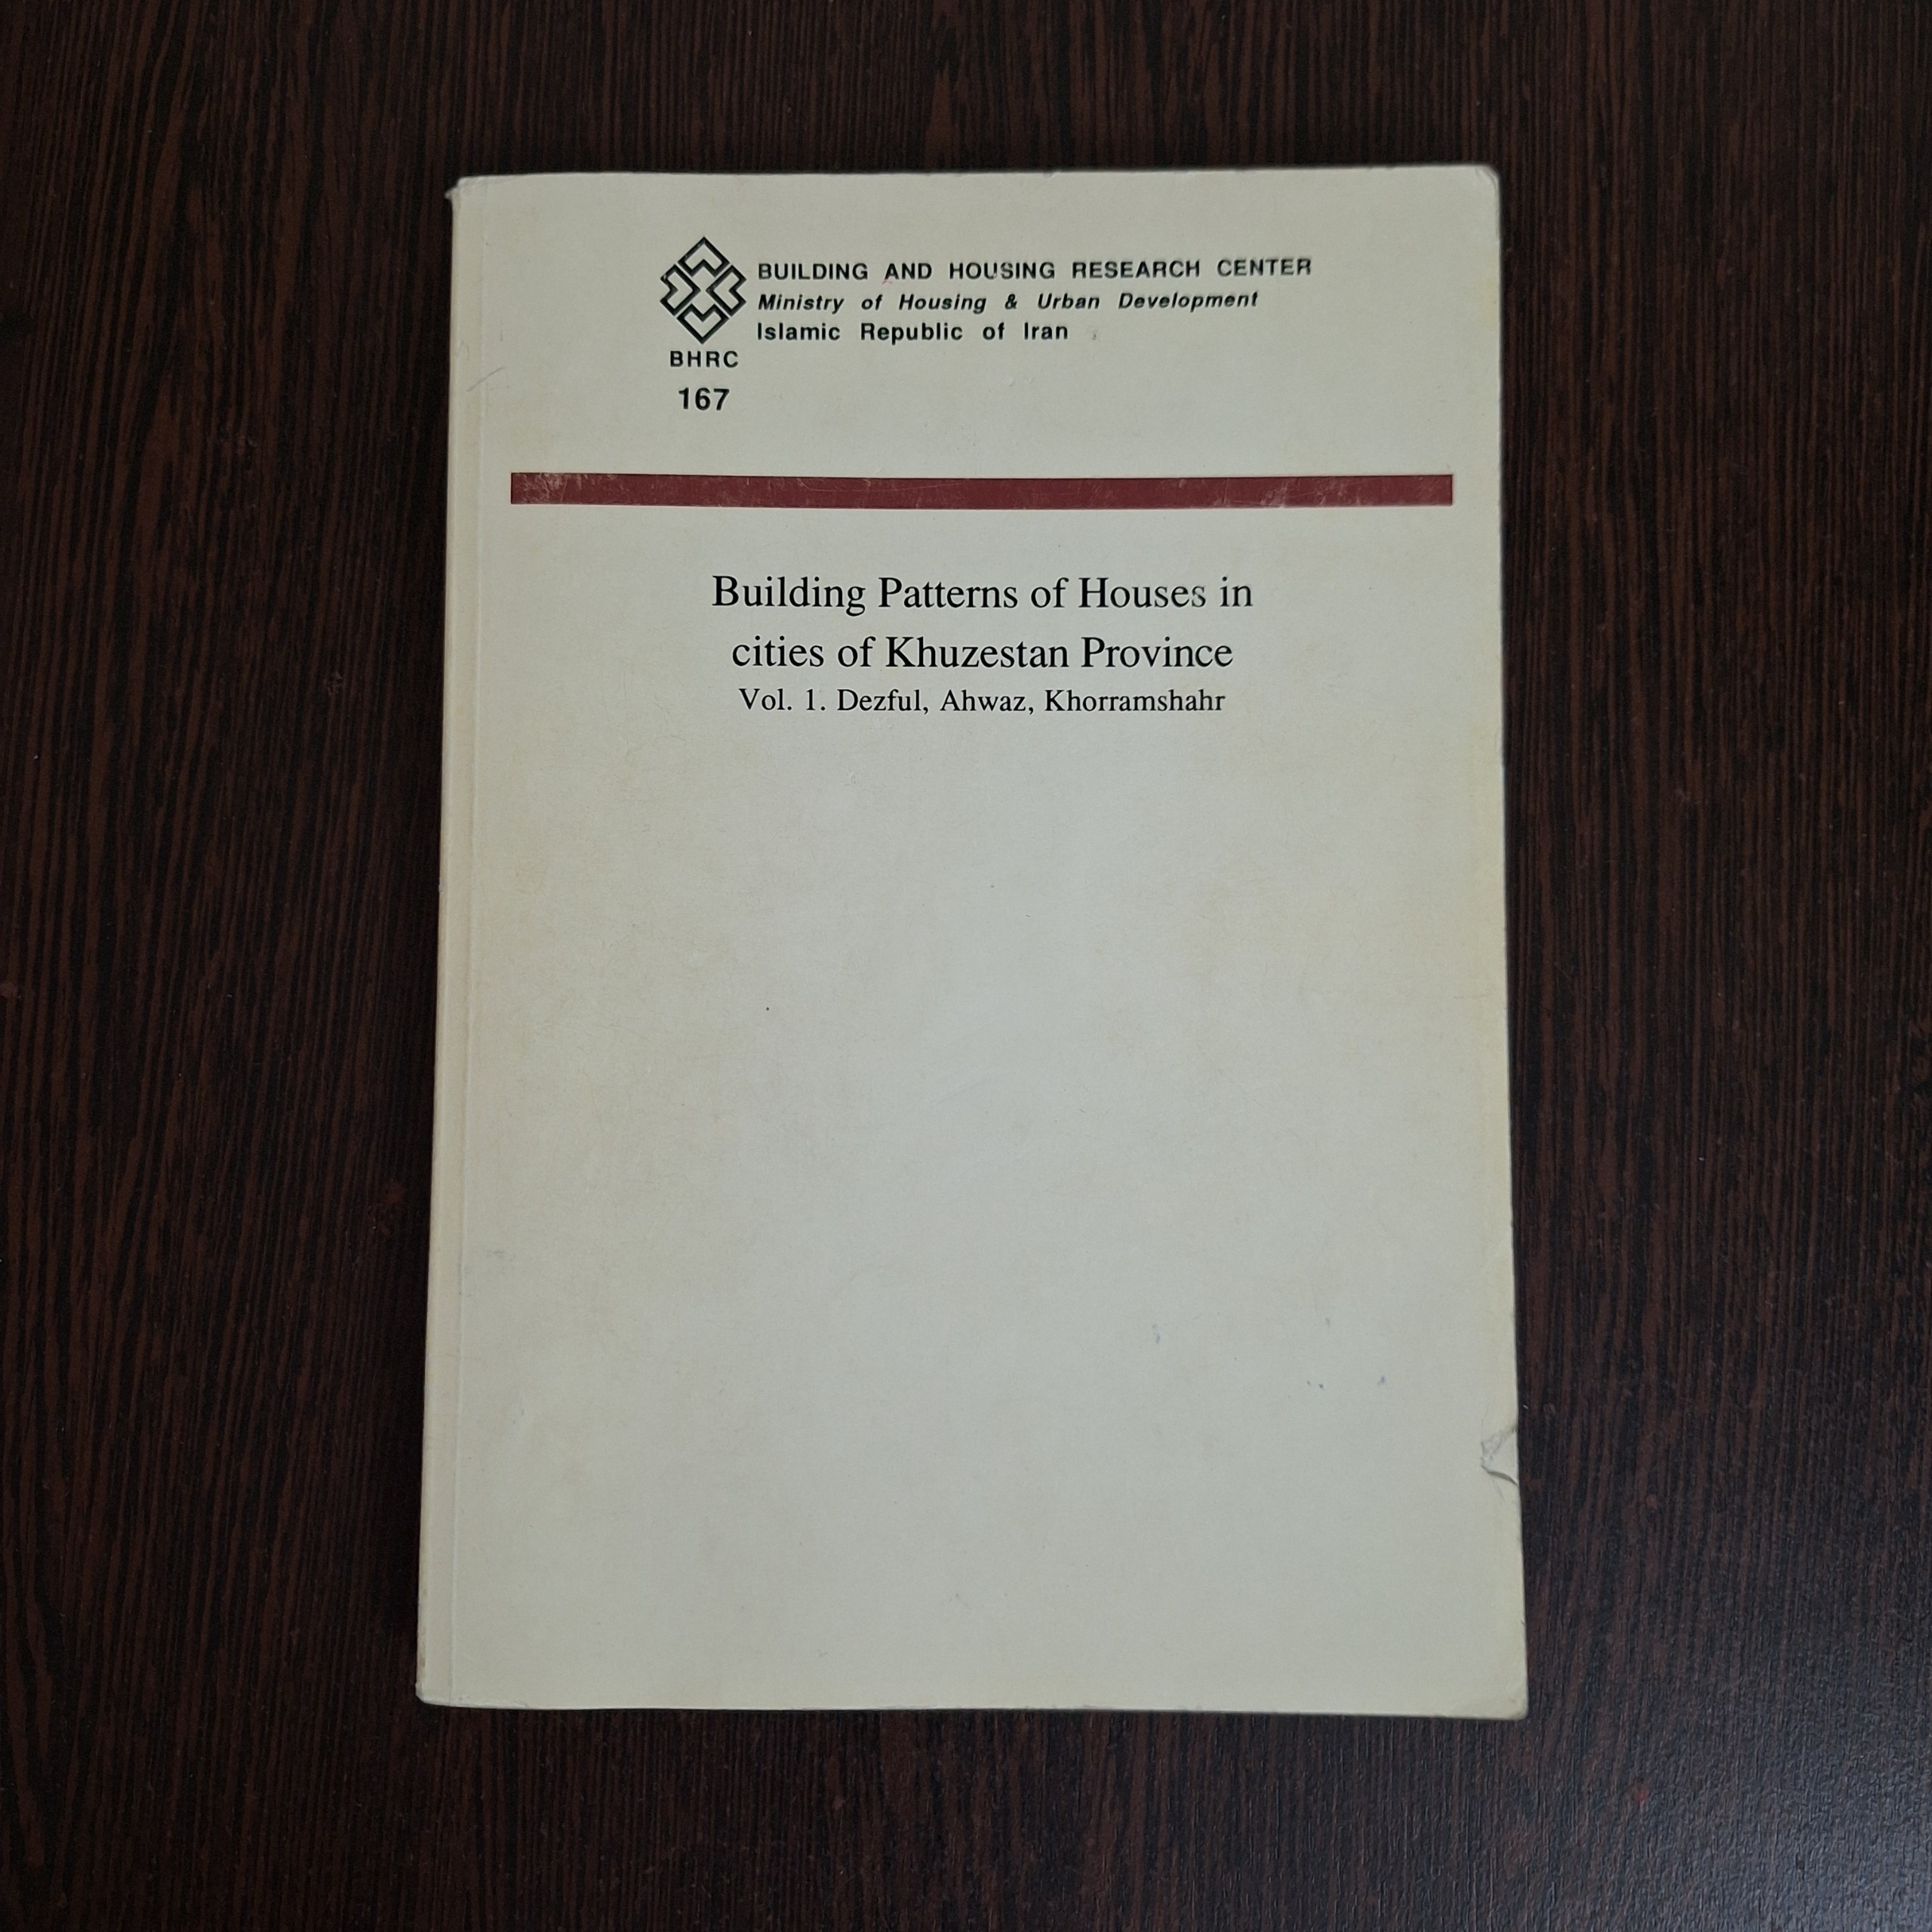 BUILDING AND HOUSING RESEARCH CENTER
Ministry of Housing & Urban Development
Islamic Republic of Iran
BHRC
167
Building Patterns of Houses in
cities of Khuzestan Province
Vol. 1. Dezful, Ahwaz, Khorramshahr